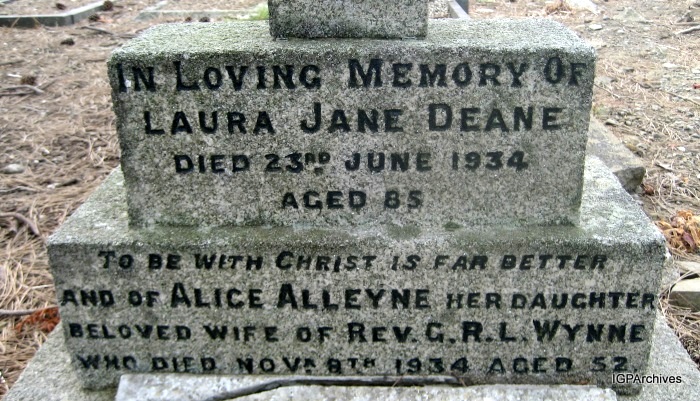 IN LOVING MEMORY OF
LAURA JANE DEANE
DIED 23RD JUNE 1934
AGED 85
TO BE WITH CHRIST IS FAR BETTER
AND OF ALICE ALLEYNE HER DAUGHTER
BELOVED WIFE OF REV. G.R.L. WYNNE
WHO DIED NOVR 8TH 1934 AGED 52
IGPArchives